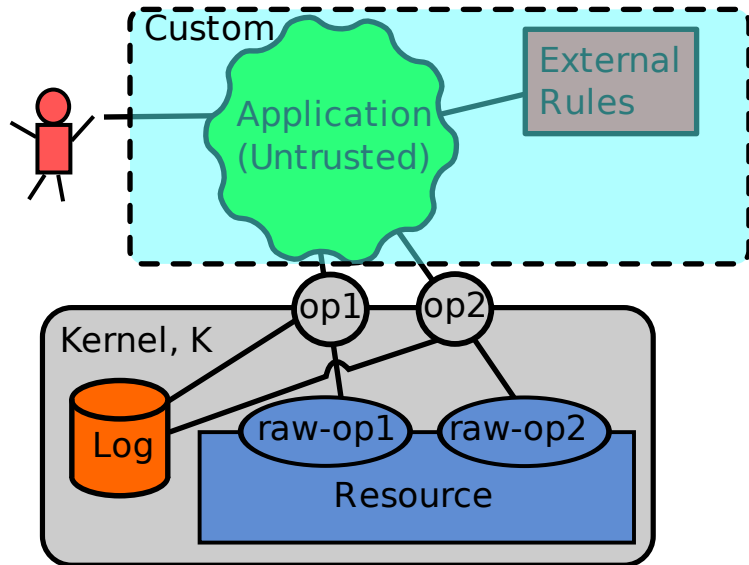 Custom
Application
(Untrusted)
External
Rules
op1
op2
Kernel, K
Log
raw-op1
raw-op2
Resource